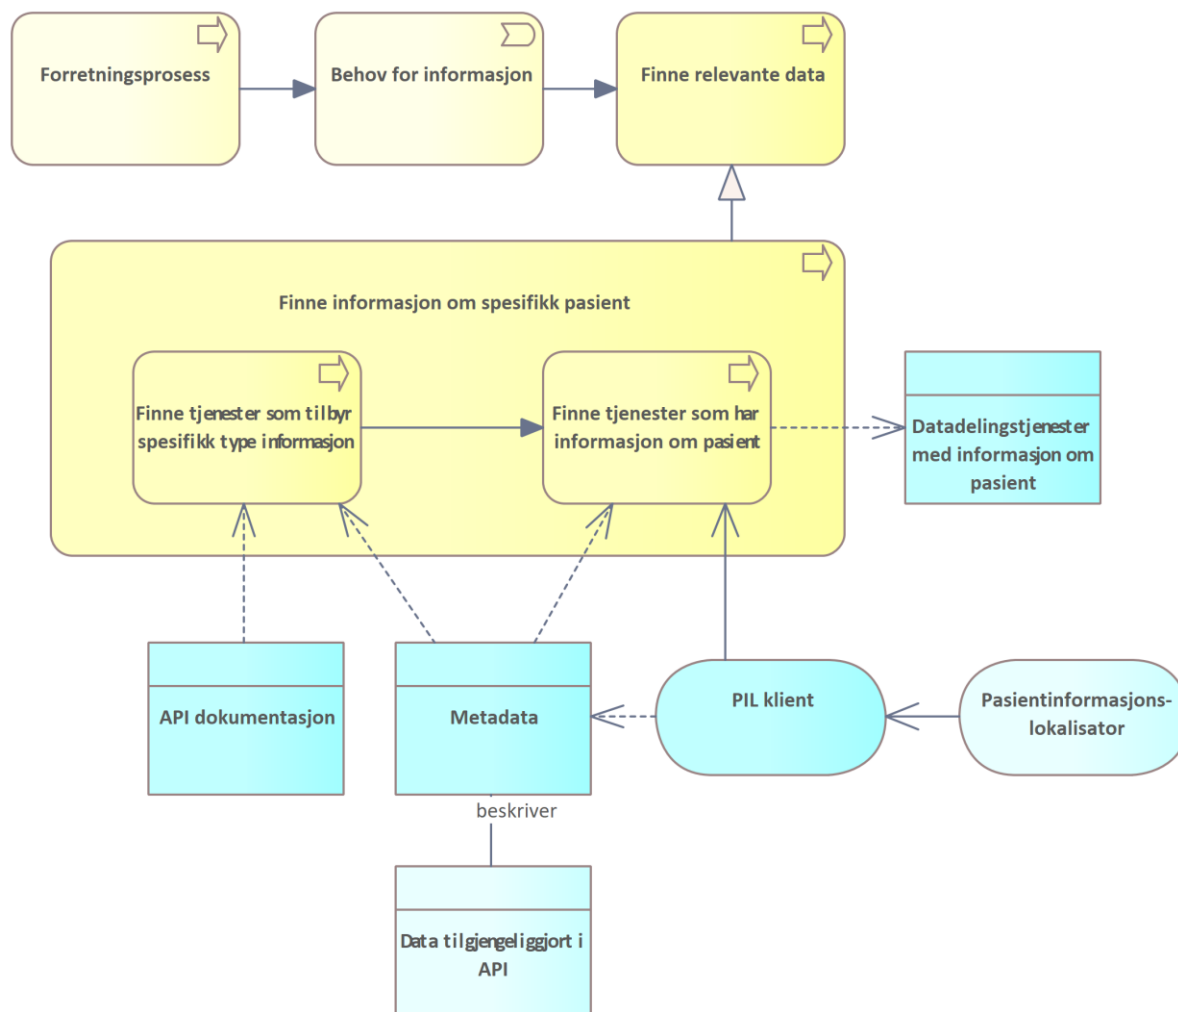 Forretningsprosess
Behov for informasjon
Finne relevante data
Finne informasjon om spesifikk pasient
Finne tjenester som tilbyr
spesifikk type informasjon
Finne tjenester som har
informasjon om pasient
Datadelingstjenester
med informasjon om
pasient
API dokumentasjon
Metadata
PIL klient
Pasientinformasjons-
lokalisator
beskriver
Data tilgjengeliggjort i
API